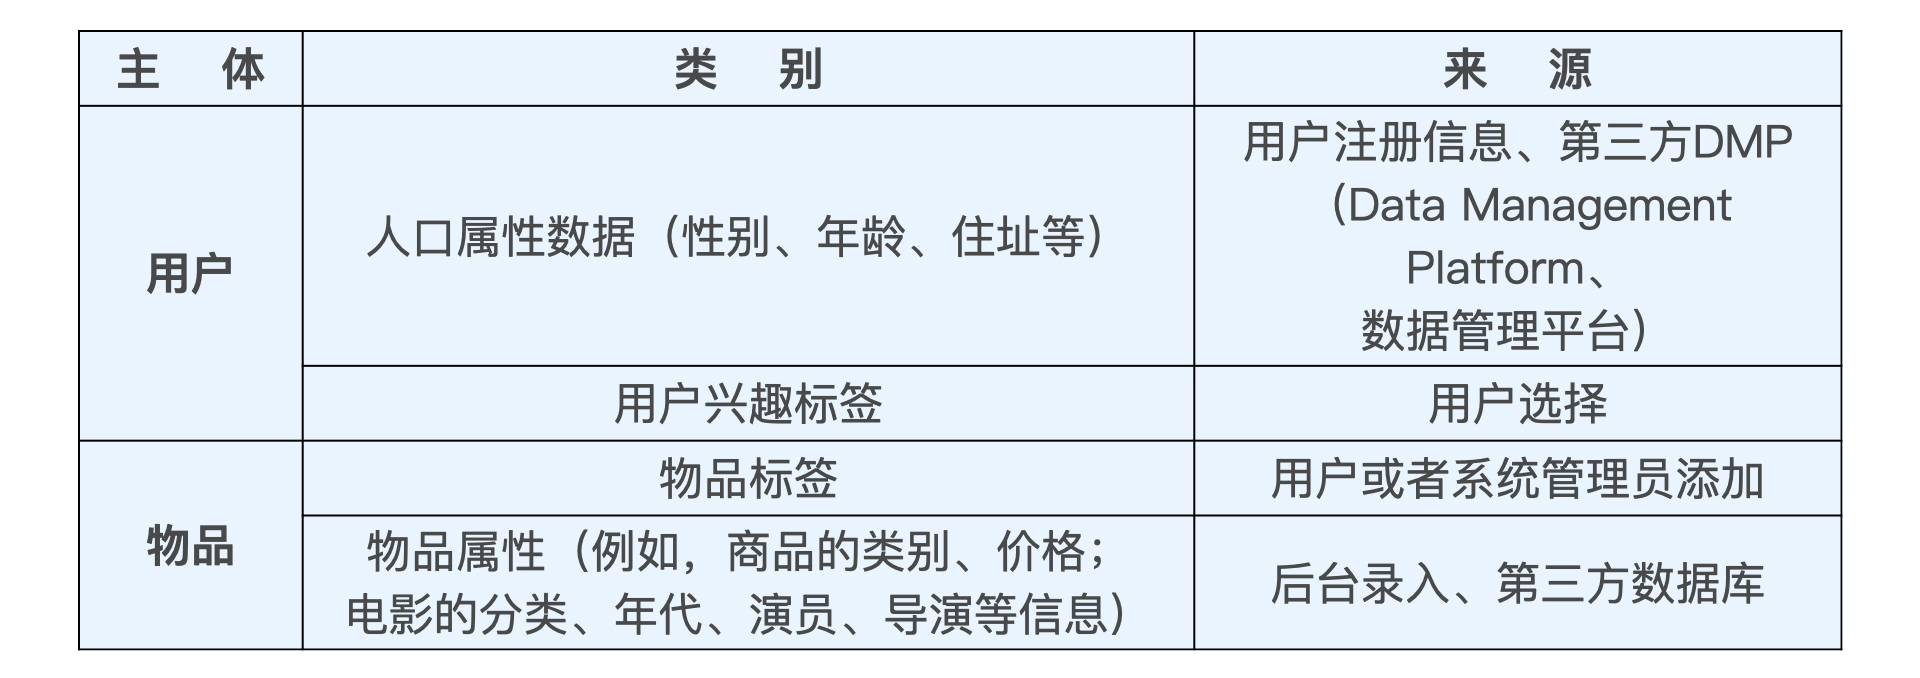 主 体 类 别 来 源
用户
人口属性数据（性别、年龄、住址等）
用户注册信息、第三方DMP
（Data Management
Platform、
数据管理平台）
用户兴趣标签
用户选择
物品
物品标签
用户或者系统管理员添加
物品属性（例如，商品的类别、价格；
电影的分类、年代、演员、导演等信息）
后台录入、第三方数据库